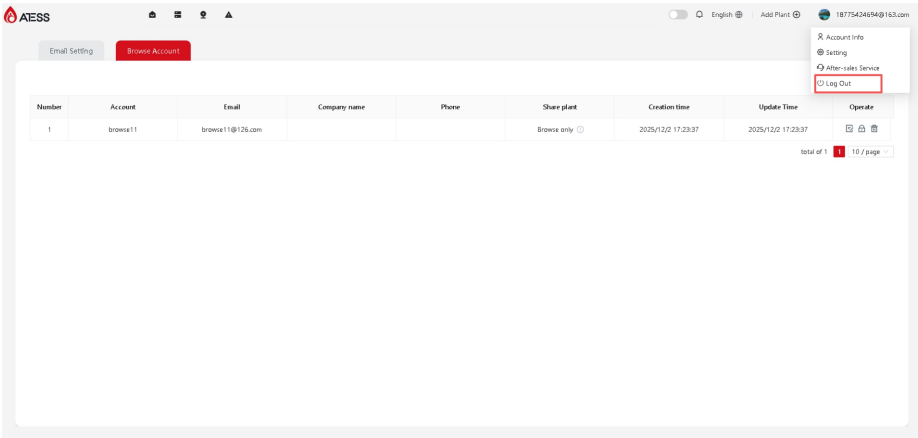 ATESS
English
Add Plant
18775424694@163.com
Account Info
Setting
After-sales Service
Log Out
Email Setting
Browse Account
Number Account Email Company name Phone Share plant Creation time Update Time Operate
1 browse11 browse11@126.com Browse only 2025/12/2 17:23:37 2025/12/2 17:23:37
total of 1 1 10 / page